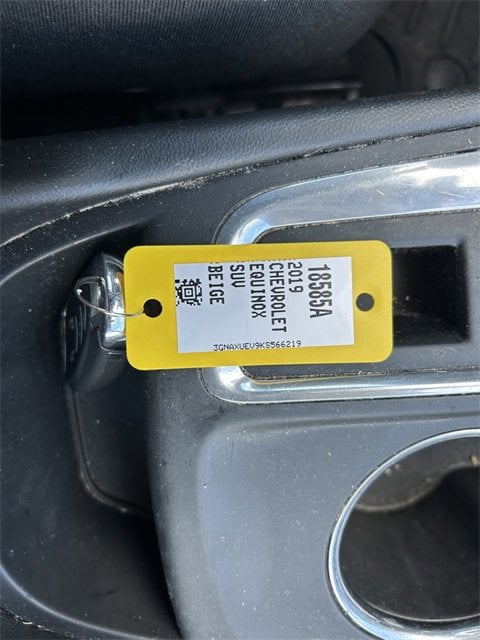 18585A
2019
CHEVROLET
EQUINOX
SUV
BEIGE
3GNAXUEV9KS566219